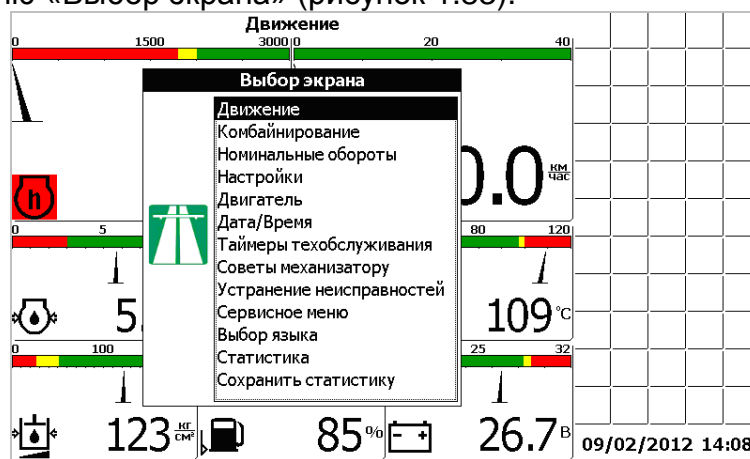 «Выбор экрана» (рисунок
Движение
0 1500 3000 0 20 40
Выбор экрана
Движение
Комбайнирование
Номинальные обороты
Настройки
Двигатель
Дата/Время
Таймеры техобслуживания
Советы механизатору
Устранение неисправностей
Сервисное меню
Выбор языка
Статистика
Сохранить статистику
0.0 км час
h
0 5 80 120
5. 109 °C
0 100 25 32
123 кг см² 85 % - + 26.7 В
09/02/2012 14:08